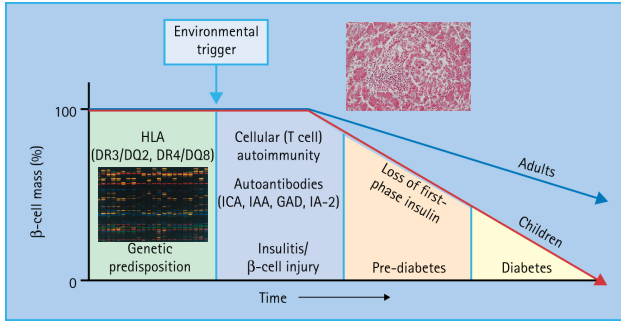 Environmental
trigger
100
HLA
(DR3/DQ2, DR4/DQ8)
Cellular (T cell)
autoimmunity
Autoantibodies
(ICA, IAA, GAD, IA-2)
Loss of first-
phase insulin
Adults
Children
β-cell mass (%)
Genetic
predisposition
Insulitis/
β-cell injury
Pre-diabetes
Diabetes
0
Time